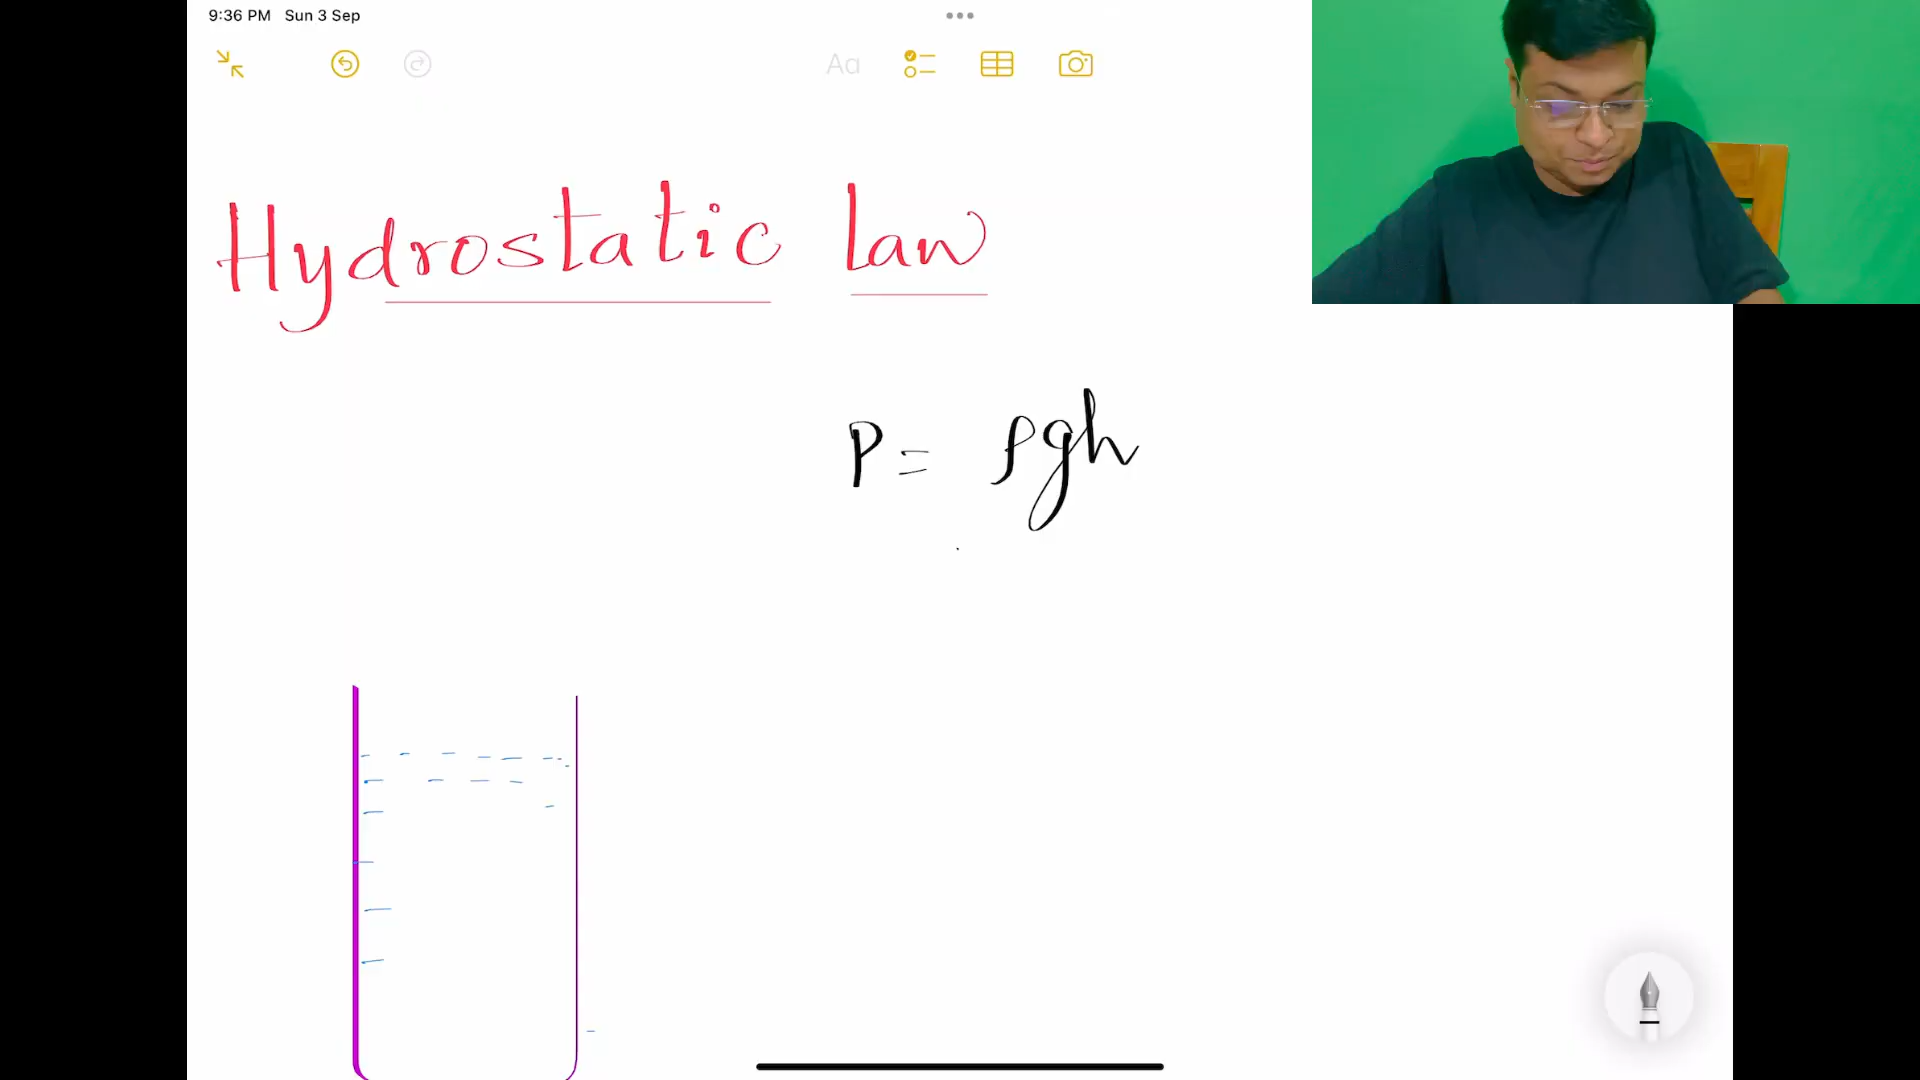 9:36 PM Sun 3 Sep
Aa
Hydrostatic law
P = ρgh